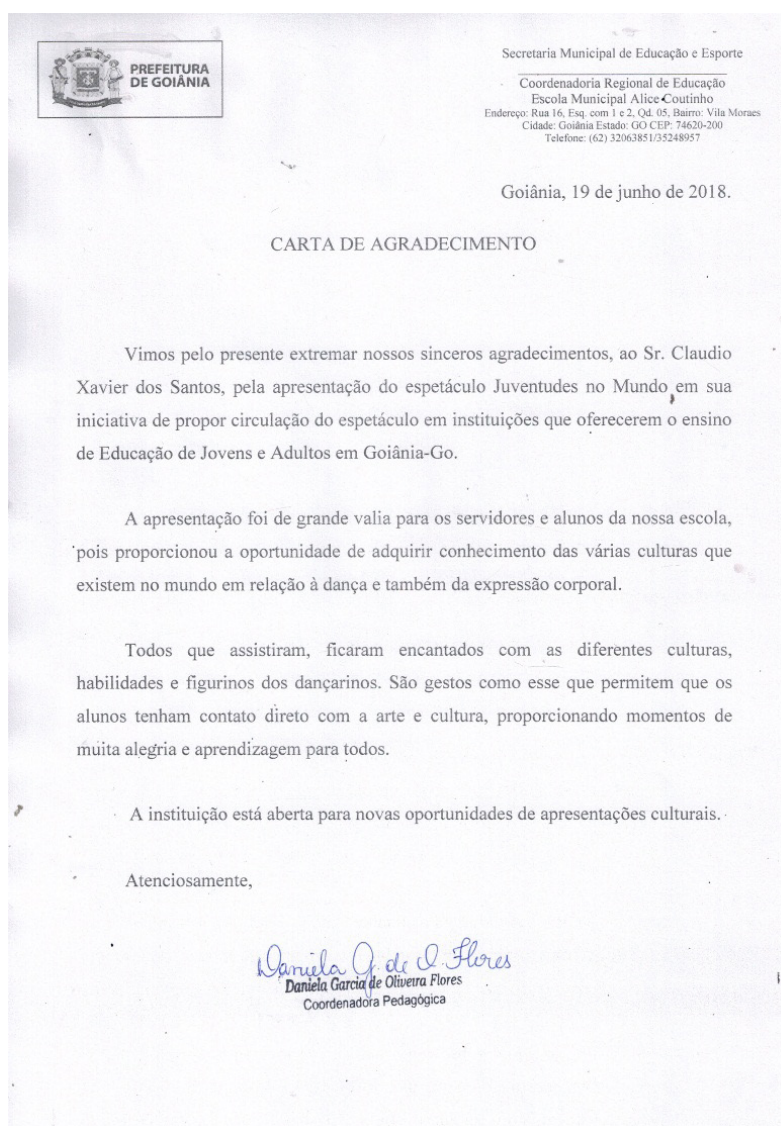 PREFEITURA
DE GOIÂNIA
Secretaria Municipal de Educação e Esporte
Coordenadoria Regional de Educação
Escola Municipal Alice Coutinho
Endereço: Rua 16, Esq. com 1 e 2, Qd. 05, Bairro: Vila Moraes
Cidade: Goiânia Estado: GO CEP: 74620-200
Telefone: (62) 32063851/35248957
Goiânia, 19 de junho de 2018.
CARTA DE AGRADECIMENTO
Vimos pelo presente extremar nossos sinceros agradecimentos, ao Sr. Claudio
Xavier dos Santos, pela apresentação do espetáculo Juventudes no Mundo em sua
iniciativa de propor circulação do espetáculo em instituições que oferecerem o ensino
de Educação de Jovens e Adultos em Goiânia-Go.
A apresentação foi de grande valia para os servidores e alunos da nossa escola,
pois proporcionou a oportunidade de adquirir conhecimento das várias culturas que
existem no mundo em relação à dança e também da expressão corporal.
Todos que assistiram, ficaram encantados com as diferentes culturas,
habilidades e figurinos dos dançarinos. São gestos como esse que permitem que os
alunos tenham contato direto com a arte e cultura, proporcionando momentos de
muita alegria e aprendizagem para todos.
A instituição está aberta para novas oportunidades de apresentações culturais.
Atenciosamente,
Daniela G. de O. Flores
Daniela Garcia de Oliveira Flores
Coordenadora Pedagógica